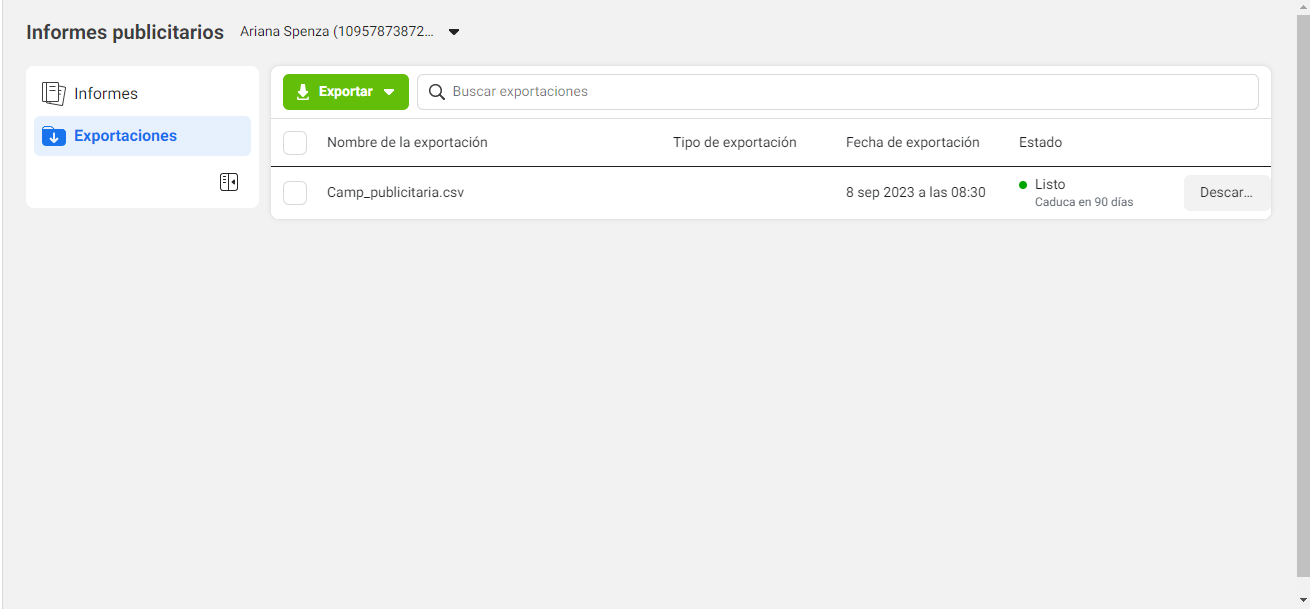 Informes publicitarios Ariana Spenza (10957873872...
Informes
Exportaciones
Exportar
Buscar exportaciones
Nombre de la exportación Tipo de exportación Fecha de exportación Estado
Camp_publicitaria.csv 8 sep 2023 a las 08:30 Listo Descar...
Caduca en 90 días